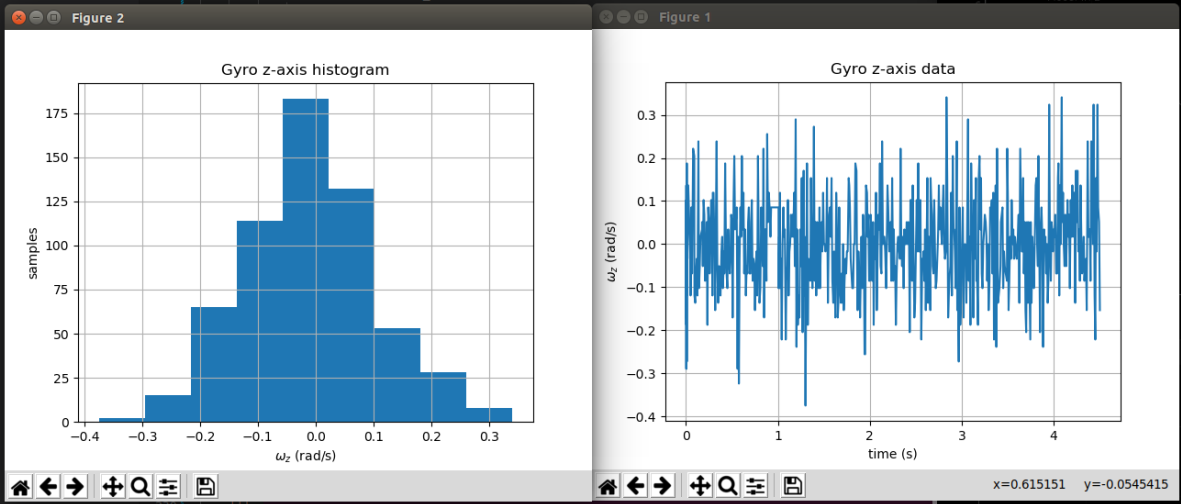 Figure 2
Gyro z-axis histogram
175
150
125
100
75
50
25
0
samples
−0.4 −0.3 −0.2 −0.1 0.0 0.1 0.2 0.3
ω_z (rad/s)
Figure 1
Gyro z-axis data
0.3
0.2
0.1
0.0
−0.1
−0.2
−0.3
−0.4
ω_z (rad/s)
0 1 2 3 4
time (s)
x=0.615151 y=-0.0545415